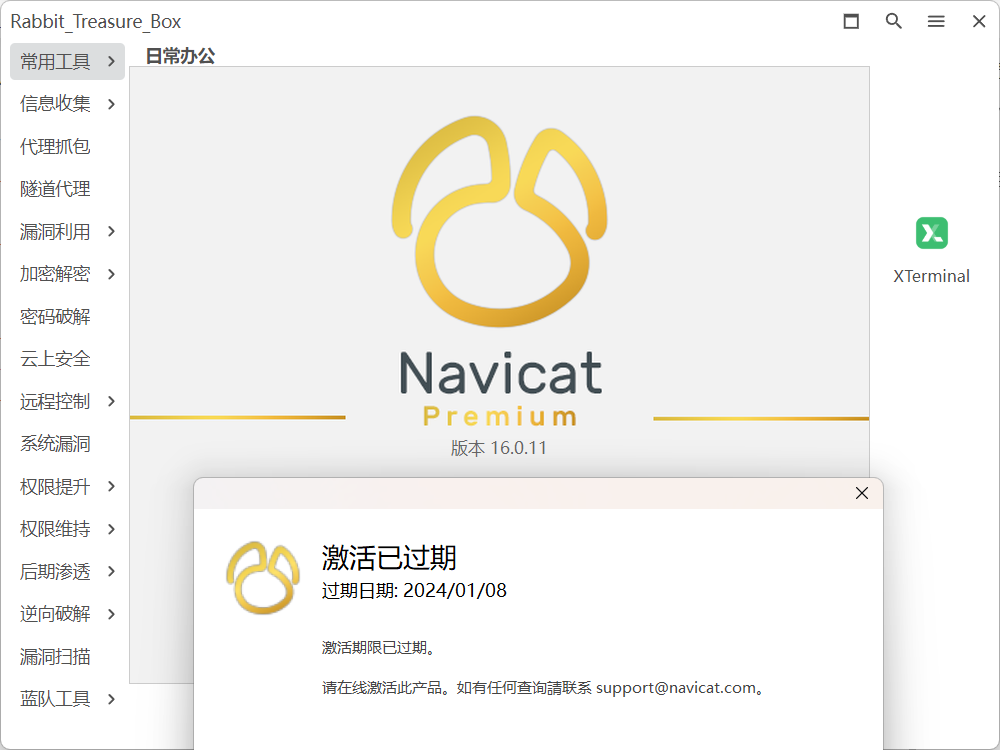 Rabbit_Treasure_Box
常用工具
日常办公
信息收集
代理抓包
隧道代理
漏洞利用
加密解密
密码破解
云上安全
远程控制
系统漏洞
权限提升
权限维持
后期渗透
逆向破解
漏洞扫描
蓝队工具
Navicat
Premium
版本 16.0.11
XTerminal
激活已过期
过期日期: 2024/01/08
激活期限已过期。
请在线激活此产品。如有任何查询請联系 support@navicat.com。